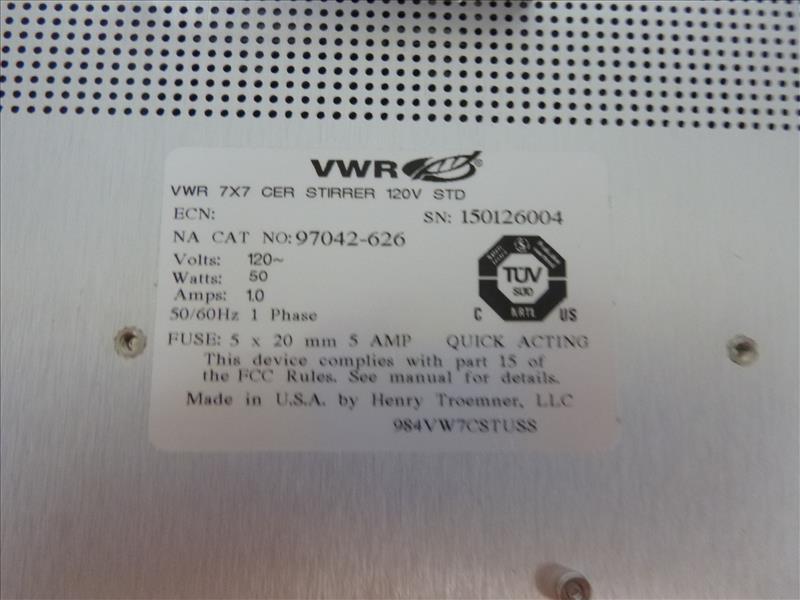 VWR®
VWR 7X7 CER STIRRER 120V STD
ECN: SN: 150126004
NA CAT NO: 97042-626
Volts: 120~
Watts: 50
Amps: 1.0
50/60Hz 1 Phase
TÜV
SÜD
C NRTL US
FUSE: 5 x 20 mm 5 AMP QUICK ACTING
This device complies with part 15 of
the FCC Rules. See manual for details.
Made in U.S.A. by Henry Troemner, LLC
984VW7CSTUSS